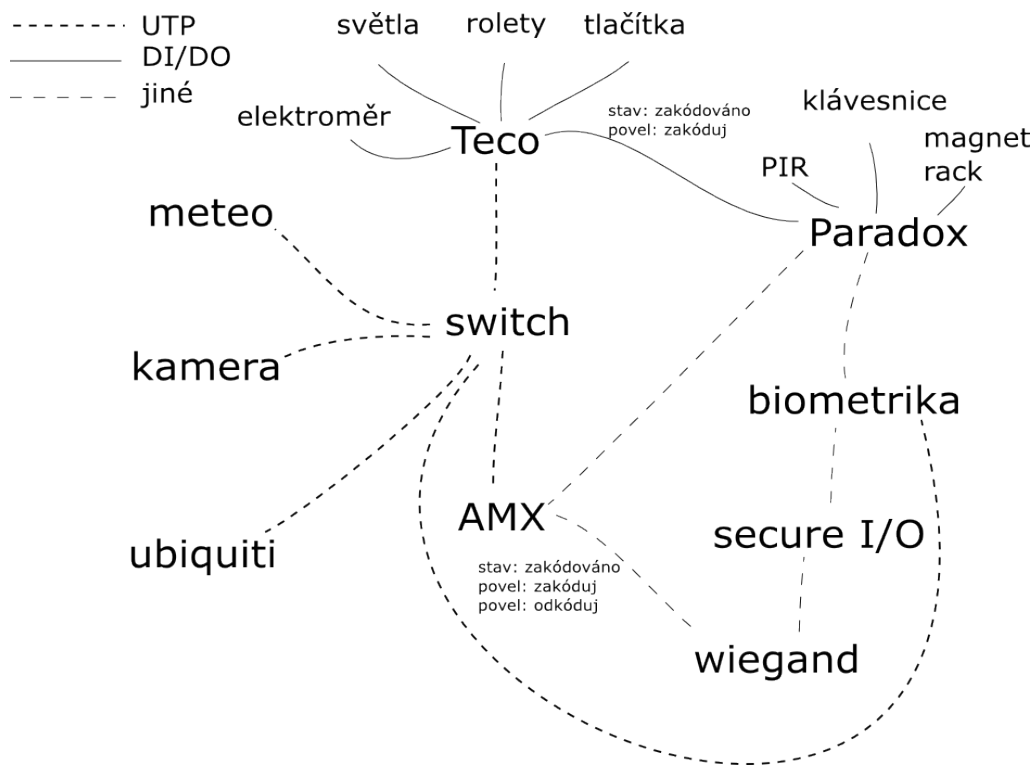 UTP
DI/DO
jiné
světla
rolety
tlačítka
elektroměr
Teco
stav: zakódováno
povel: zakóduj
klávesnice
magnet
rack
PIR
Paradox
meteo
switch
kamera
biometrika
AMX
secure I/O
ubiquiti
stav: zakódováno
povel: zakóduj
povel: odkóduj
wiegand